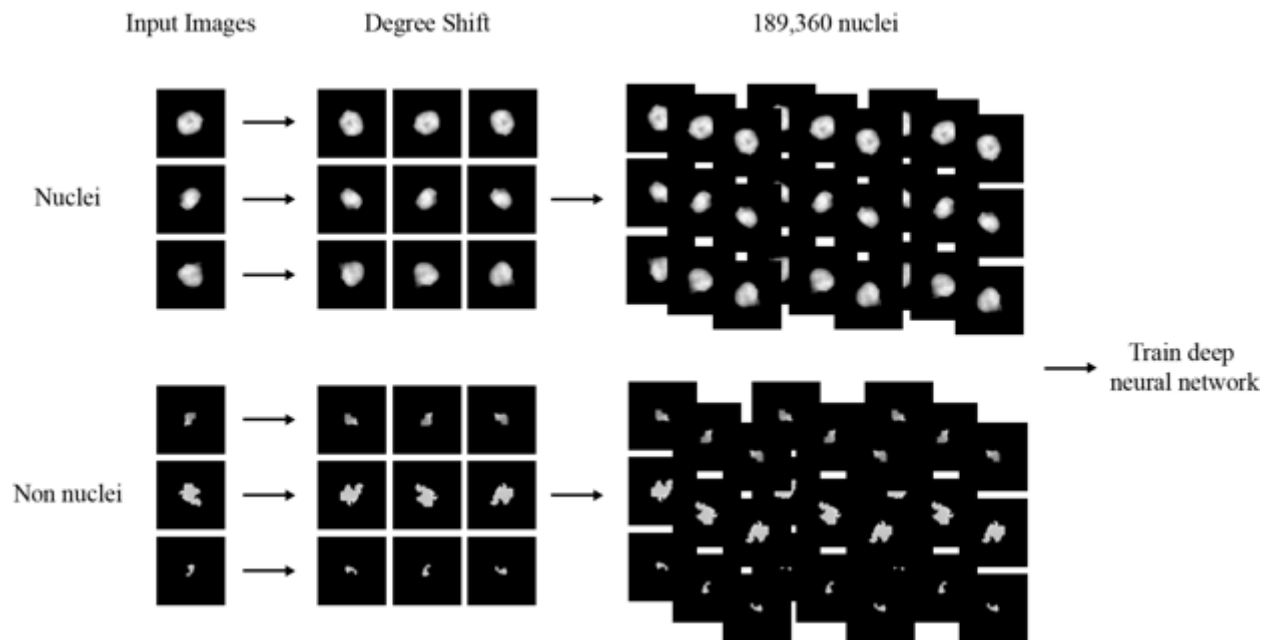 Input Images
Degree Shift
189,360 nuclei
Nuclei
Train deep
neural network
Non nuclei